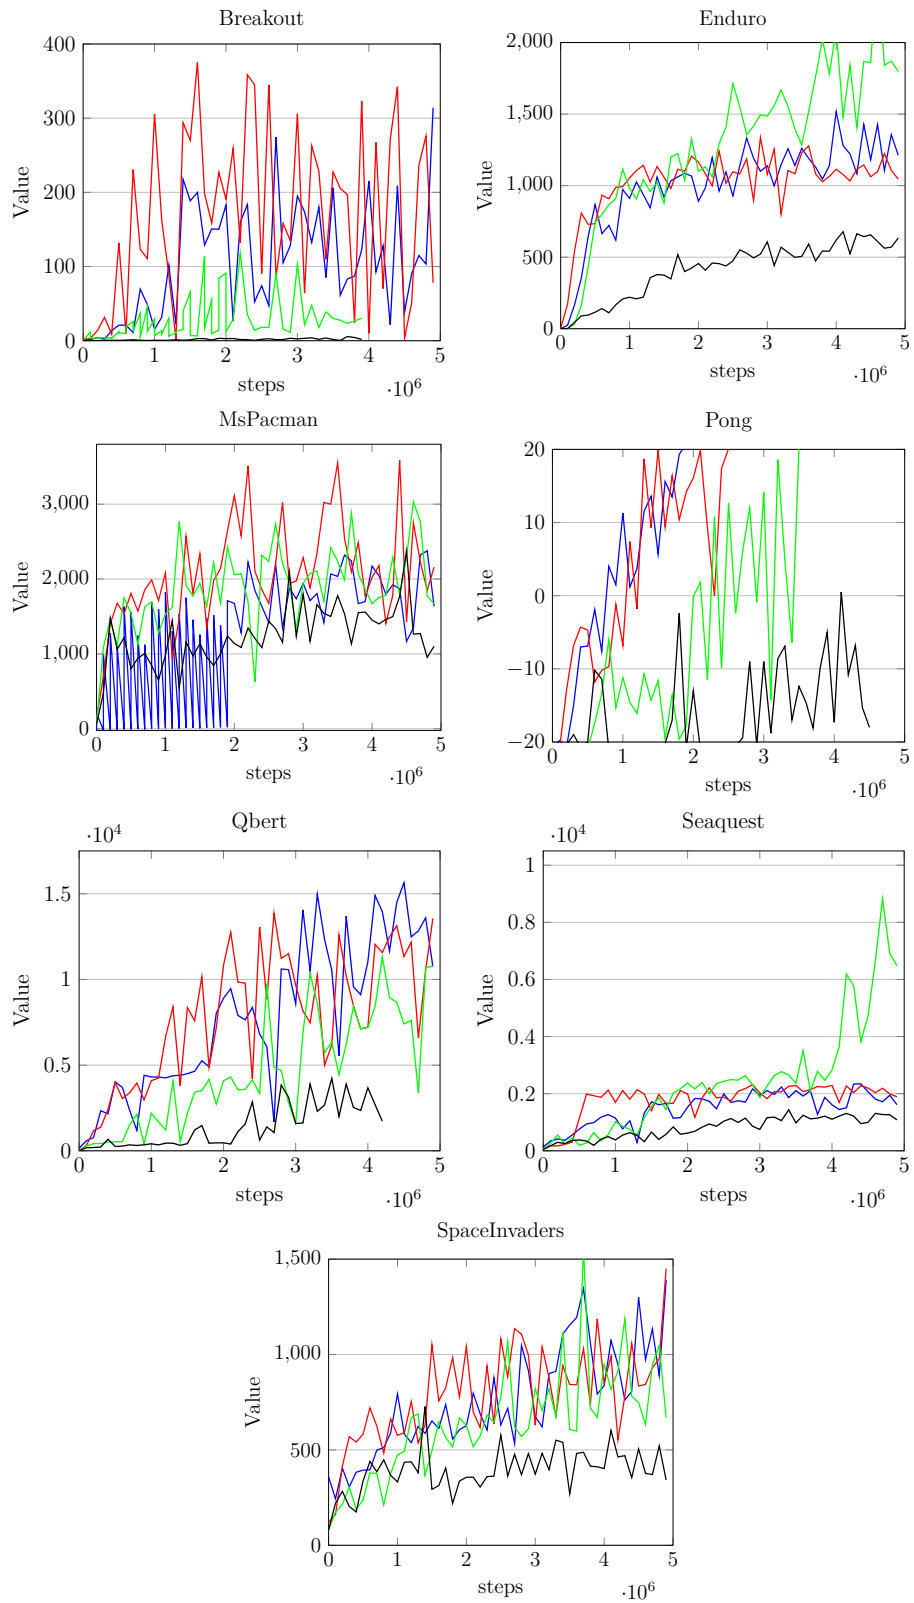 Breakout
400
300
200
100
0
0 1 2 3 4 5
Value
steps
·10^6
Enduro
2,000
1,500
1,000
500
0
0 1 2 3 4 5
Value
steps
·10^6
MsPacman
3,000
2,000
1,000
0
0 2 4 6
Value
steps
·10^6
Pong
20
10
0
−10
−20
0 1 2 3 4 5
Value
steps
·10^6
Qbert
·10^4
1.5
1
0.5
0
0 1 2 3 4 5
Value
steps
·10^6
Seaquest
·10^4
1
0.8
0.6
0.4
0.2
0
0 1 2 3 4 5
Value
steps
·10^6
SpaceInvaders
1,500
1,000
500
0
0 1 2 3 4 5
Value
steps
·10^6